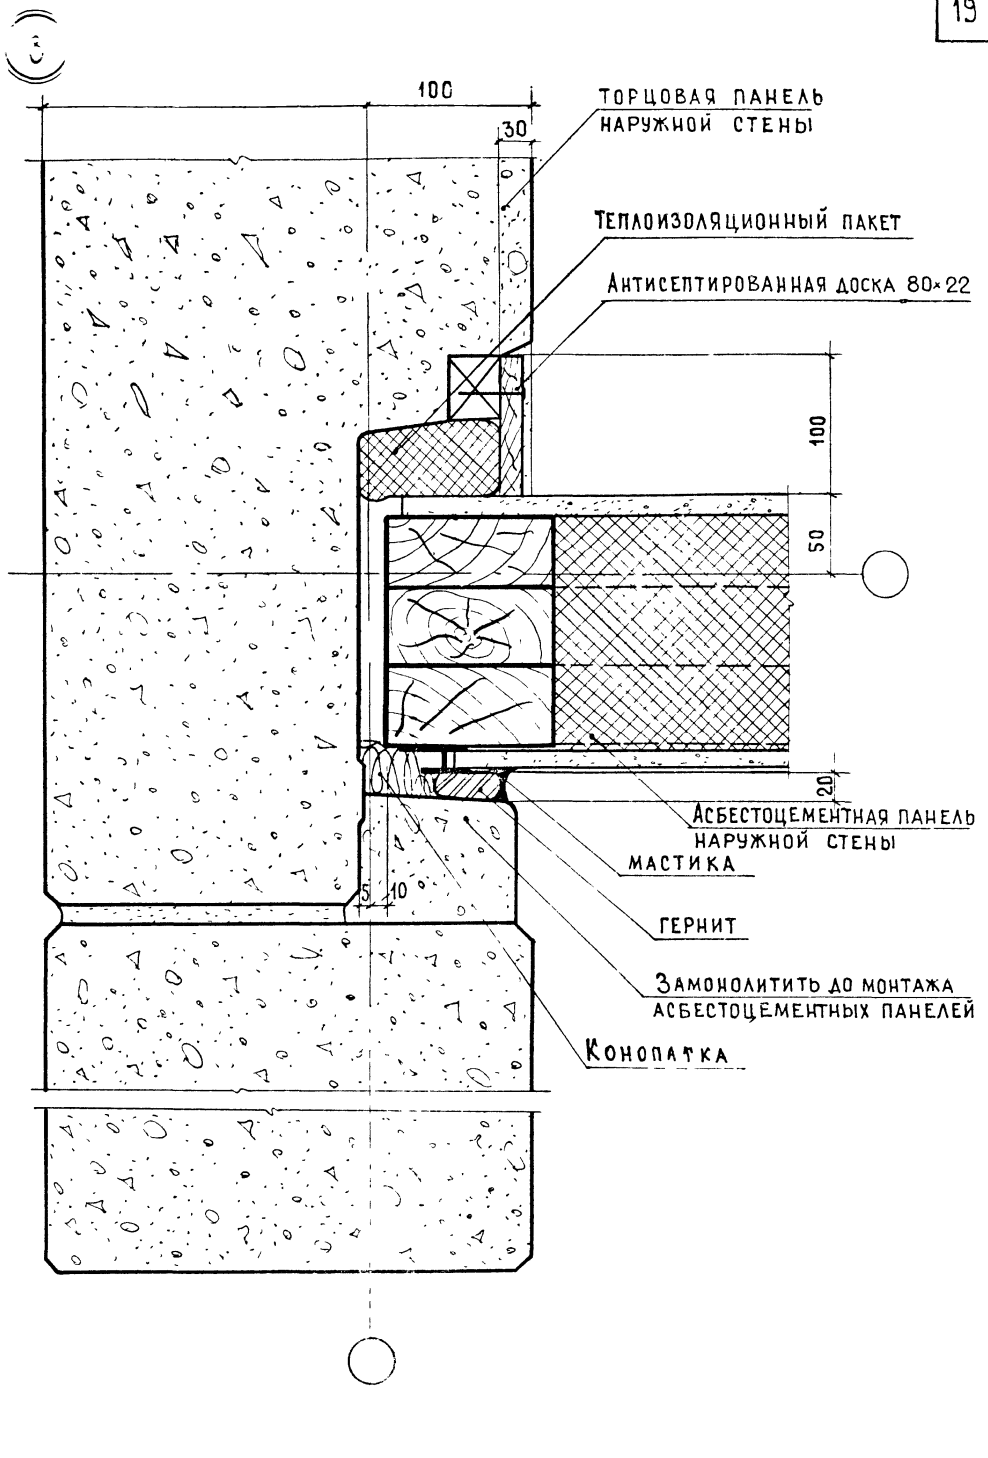 19
3
100
ТОРЦОВАЯ ПАНЕЛЬ
НАРУЖНОЙ СТЕНЫ
30
ТЕПЛОИЗОЛЯЦИОННЫЙ ПАКЕТ
АНТИСЕПТИРОВАННАЯ ДОСКА 80×22
100
50
20
АСБЕСТОЦЕМЕНТНАЯ ПАНЕЛЬ
НАРУЖНОЙ СТЕНЫ
МАСТИКА
5 10
ГЕРНИТ
ЗАМОНОЛИТИТЬ ДО МОНТАЖА
АСБЕСТОЦЕМЕНТНЫХ ПАНЕЛЕЙ
КОНОПАТКА